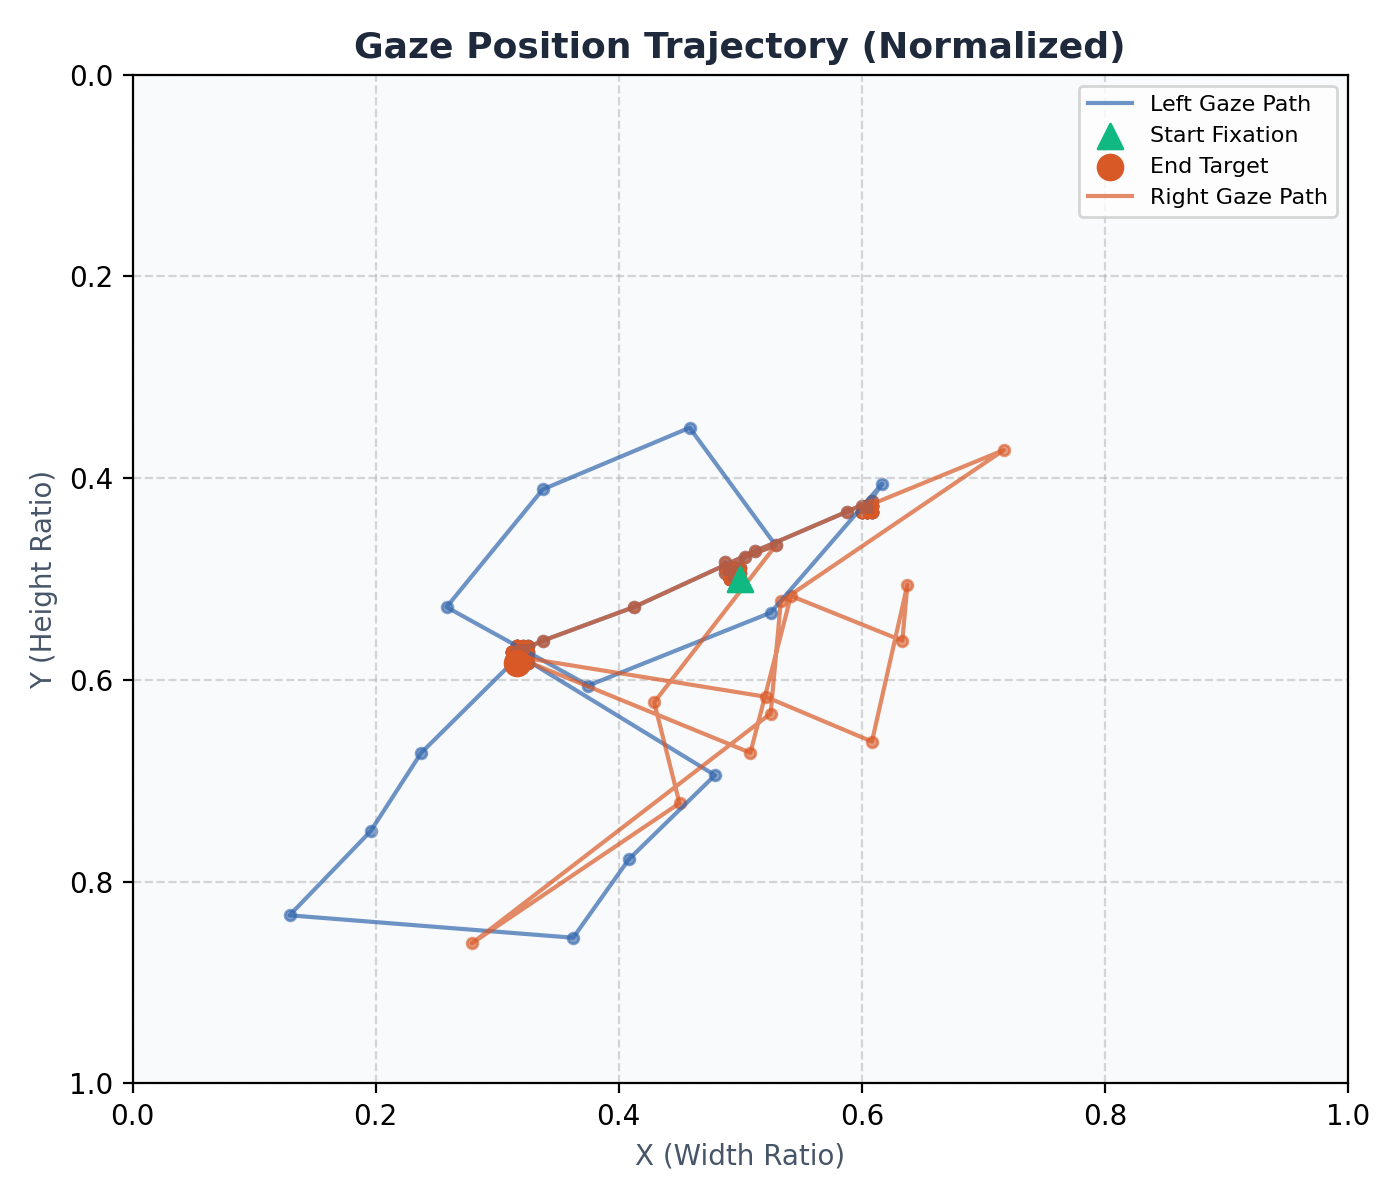 Gaze Position Trajectory (Normalized)
Left Gaze Path
Start Fixation
End Target
Right Gaze Path
Y (Height Ratio)
0.0
0.2
0.4
0.6
0.8
1.0
0.0 0.2 0.4 0.6 0.8 1.0
X (Width Ratio)